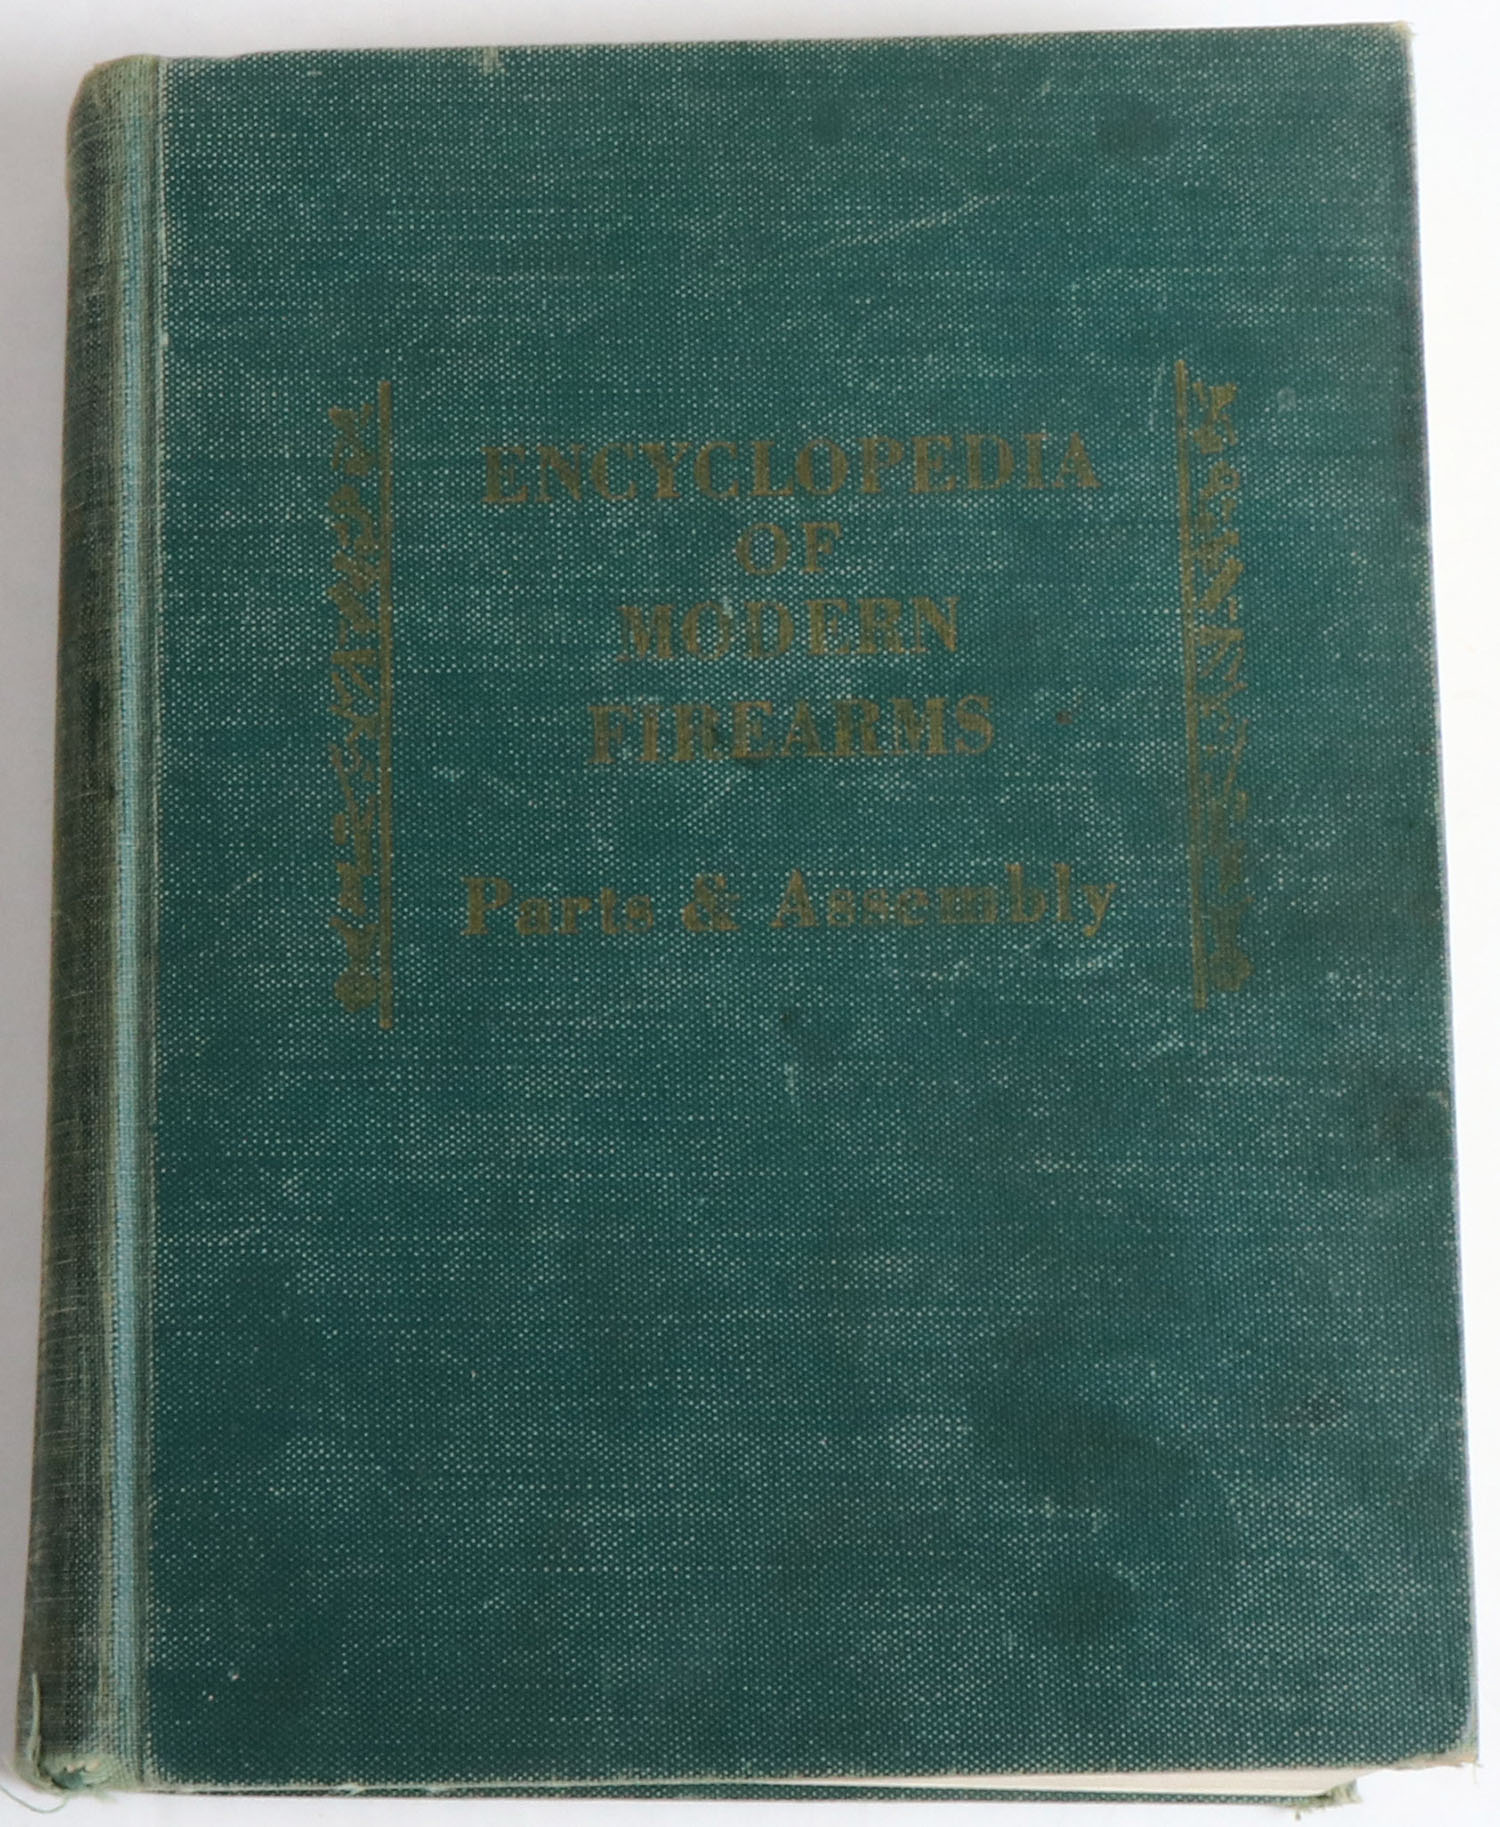 ENCYCLOPEDIA
OF
MODERN
FIREARMS
Parts & Assembly